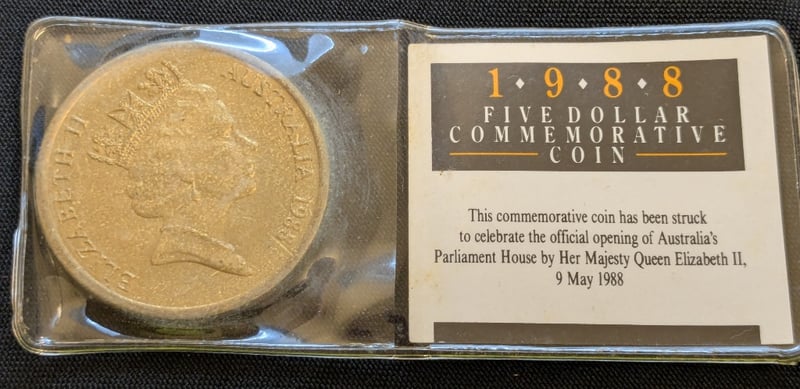 ELIZABETH II
AUSTRALIA 1988
1 ⬥ 9 ⬥ 8 ⬥ 8
FIVE DOLLAR
COMMEMORATIVE
COIN
This commemorative coin has been struck
to celebrate the official opening of Australia's
Parliament House by Her Majesty Queen Elizabeth II,
9 May 1988